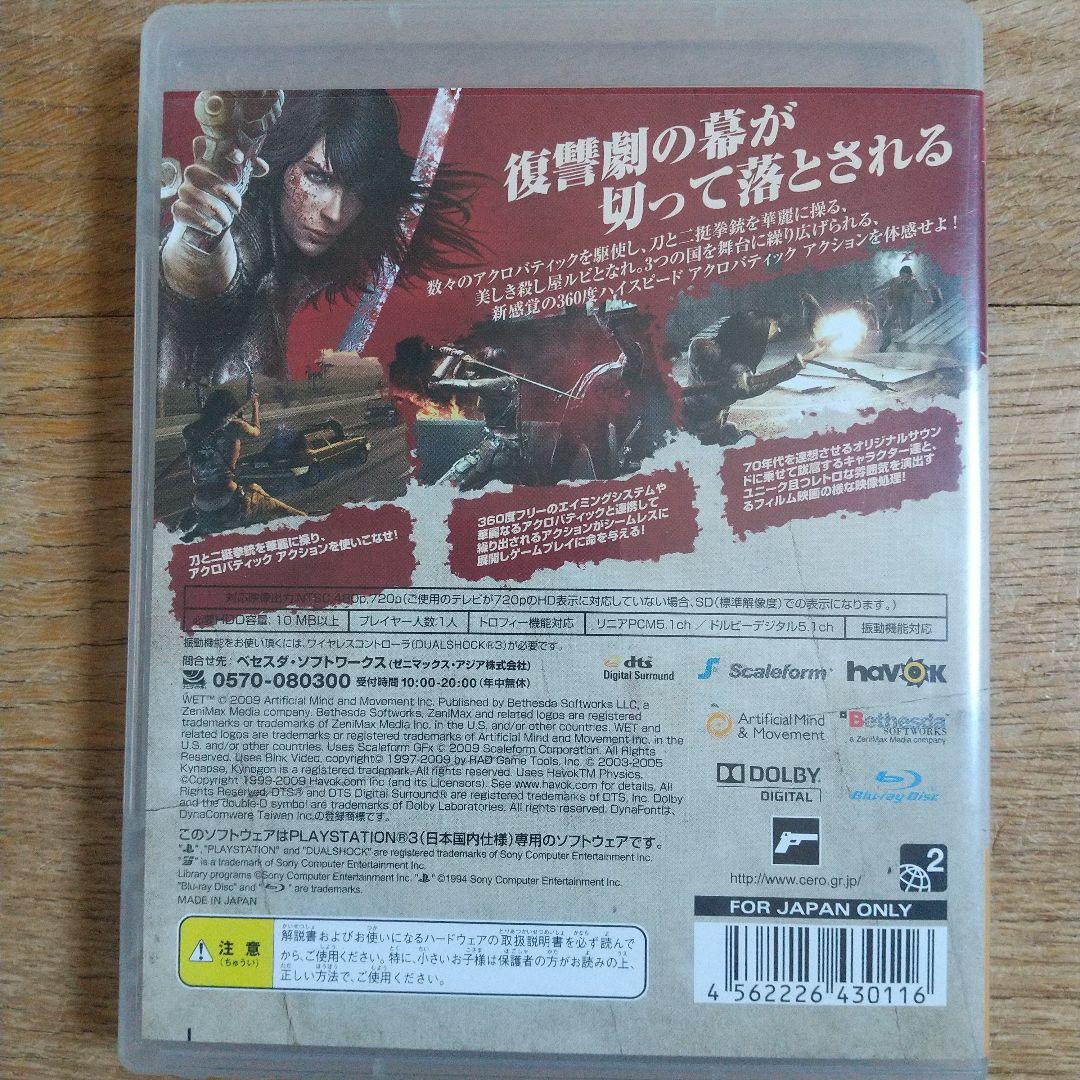 復讐劇の幕が
切って落とされる
数々のアクロバティックを駆使し、刀と二挺拳銃を華麗に操る、
美しき殺し屋ルビとなれ。3つの国を舞台に繰り広げられる、
新感覚の360度ハイスピード アクロバティック アクションを体感せよ!
刀と二挺拳銃を華麗に操り、
アクロバティック アクションを使いこなせ!
360度フリーのエイミングシステムや
華麗なるアクロバティックと連携して
繰り出されるアクションがシームレスに
展開しゲームプレイに命を与える!
70年代を連想させるオリジナルサウン
ドに乗せて躍動するキャラクター達と、
ユニーク且つレトロな雰囲気を演出す
るフィルム映画の様な映像処理!
対応映像出力 NTSC, 480p,720p(ご使用のテレビが720pのHD表示に対応していない場合、SD(標準解像度)での表示になります。)
必要HDD容量: 10 MB以上 プレイヤー人数:1人 トロフィー機能対応 リニアPCM5.1ch / ドルビーデジタル5.1ch 振動機能対応
振動機能をお使い頂くには、ワイヤレスコントローラ(DUALSHOCK®3)が必要です。
問合せ先: ベセスダ・ソフトワークス(ゼニマックス・アジア株式会社)
0570-080300 受付時間 10:00-20:00 (年中無休)
dts
Digital Surround
Scaleform
havok
WET™ © 2009 Artificial Mind and Movement Inc. Published by Bethesda Softworks LLC, a
ZeniMax Media company. Bethesda Softworks, ZeniMax and related logos are registered
trademarks or trademarks of ZeniMax Media Inc. in the U.S. and/or other countries. WET and
related logos are trademarks or registered trademarks of Artificial Mind and Movement Inc. in the
U.S. and/or other countries. Uses Scaleform GFx © 2009 Scaleform Corporation. All Rights
Reserved. Uses Bink Video, copyright© 1997-2009 by RAD Game Tools, Inc. © 2003-2005
Kynapse, Kynogon is a registered trademark. All rights reserved. Uses HavokTM Physics.
©Copyright 1999-2009 Havok.com Inc (and its Licensors). See www.havok.com for details, All
Rights Reserved, DTS and DTS Digital Surround® are registered trademarks of DTS, Inc. Dolby
and the double-D symbol are trademarks of Dolby Laboratories. All rights reserved. DynaFontは、
DynaComware Taiwan Inc.の登録商標です。
Artificial Mind
& Movement
Bethesda
SOFTWORKS
a ZeniMax Media company
DOLBY
DIGITAL
Blu-ray Disc
このソフトウェアはPLAYSTATION®3(日本国内仕様)専用のソフトウェアです。
"PS", "PLAYSTATION" and "DUALSHOCK" are registered trademarks of Sony Computer Entertainment Inc.
" " is a trademark of Sony Computer Entertainment Inc.
Library programs ©Sony Computer Entertainment Inc. "PS" ©1994 Sony Computer Entertainment Inc.
"Blu-ray Disc" and " " are trademarks.
MADE IN JAPAN
http://www.cero.gr.jp/
2
FOR JAPAN ONLY
注意
(ちゅうい)
解説書およびお使いになるハードウェアの取扱説明書を必ず読んで
から、ご使用ください。特に、小さいお子様は保護者の方がお読みの上、
正しい方法で、ご使用ください。
4 562226 430116